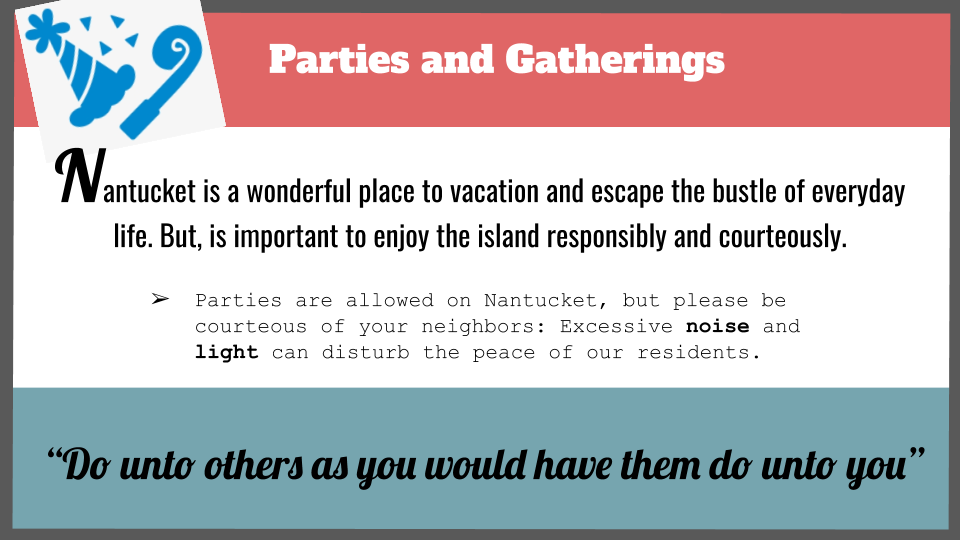 Parties and Gatherings
Nantucket is a wonderful place to vacation and escape the bustle of everyday
life. But, is important to enjoy the island responsibly and courteously.
➢ Parties are allowed on Nantucket, but please be
courteous of your neighbors: Excessive noise and
light can disturb the peace of our residents.
“Do unto others as you would have them do unto you”